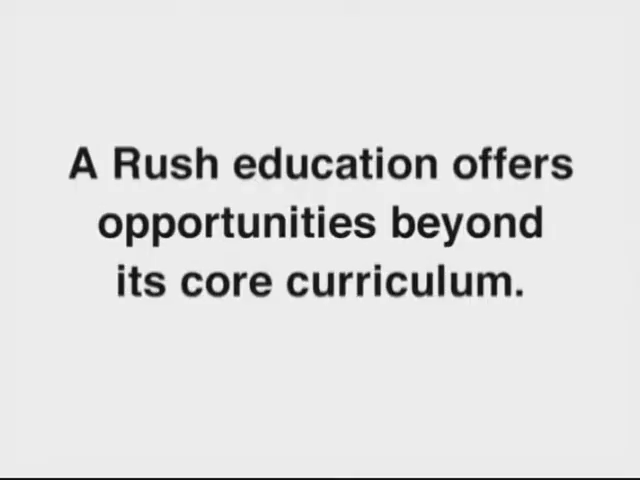 A Rush education offers
opportunities beyond
its core curriculum.